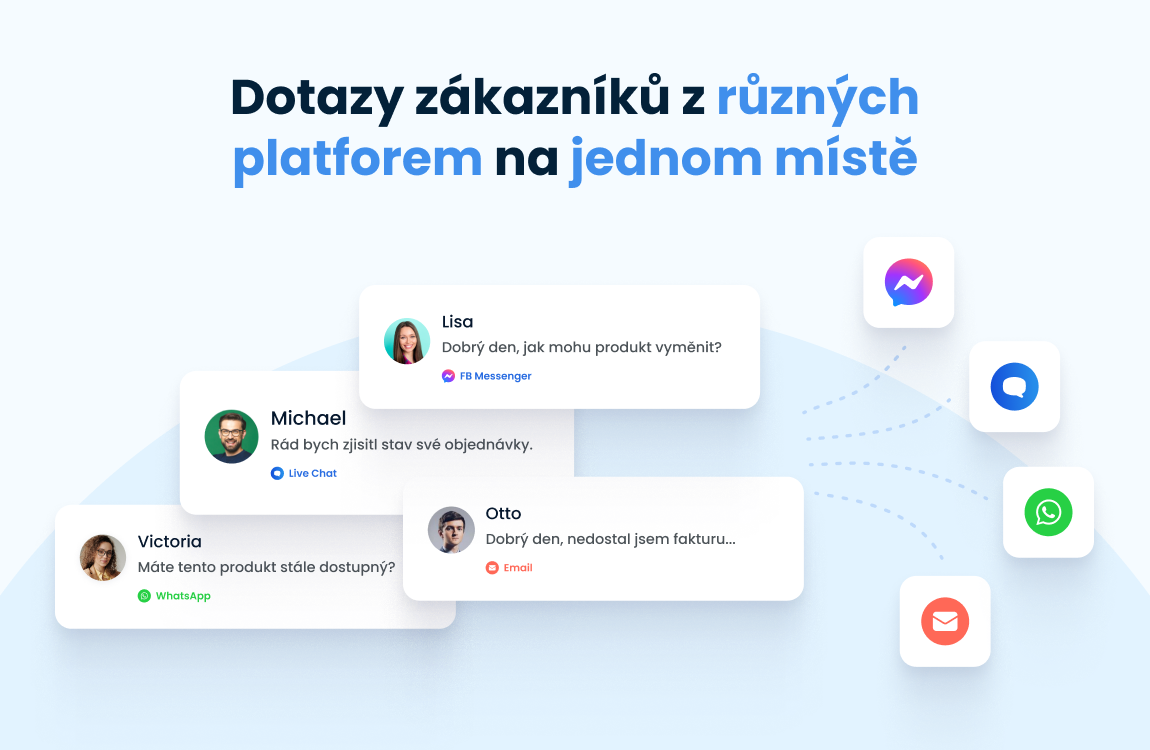 Dotazy zákazníků z různých
platforem na jednom místě
Lisa
Dobrý den, jak mohu produkt vyměnit?
FB Messenger
Michael
Rád bych zjisitl stav své objednávky.
Live Chat
Otto
Dobrý den, nedostal jsem fakturu...
Email
Victoria
Máte tento produkt stále dostupný?
WhatsApp